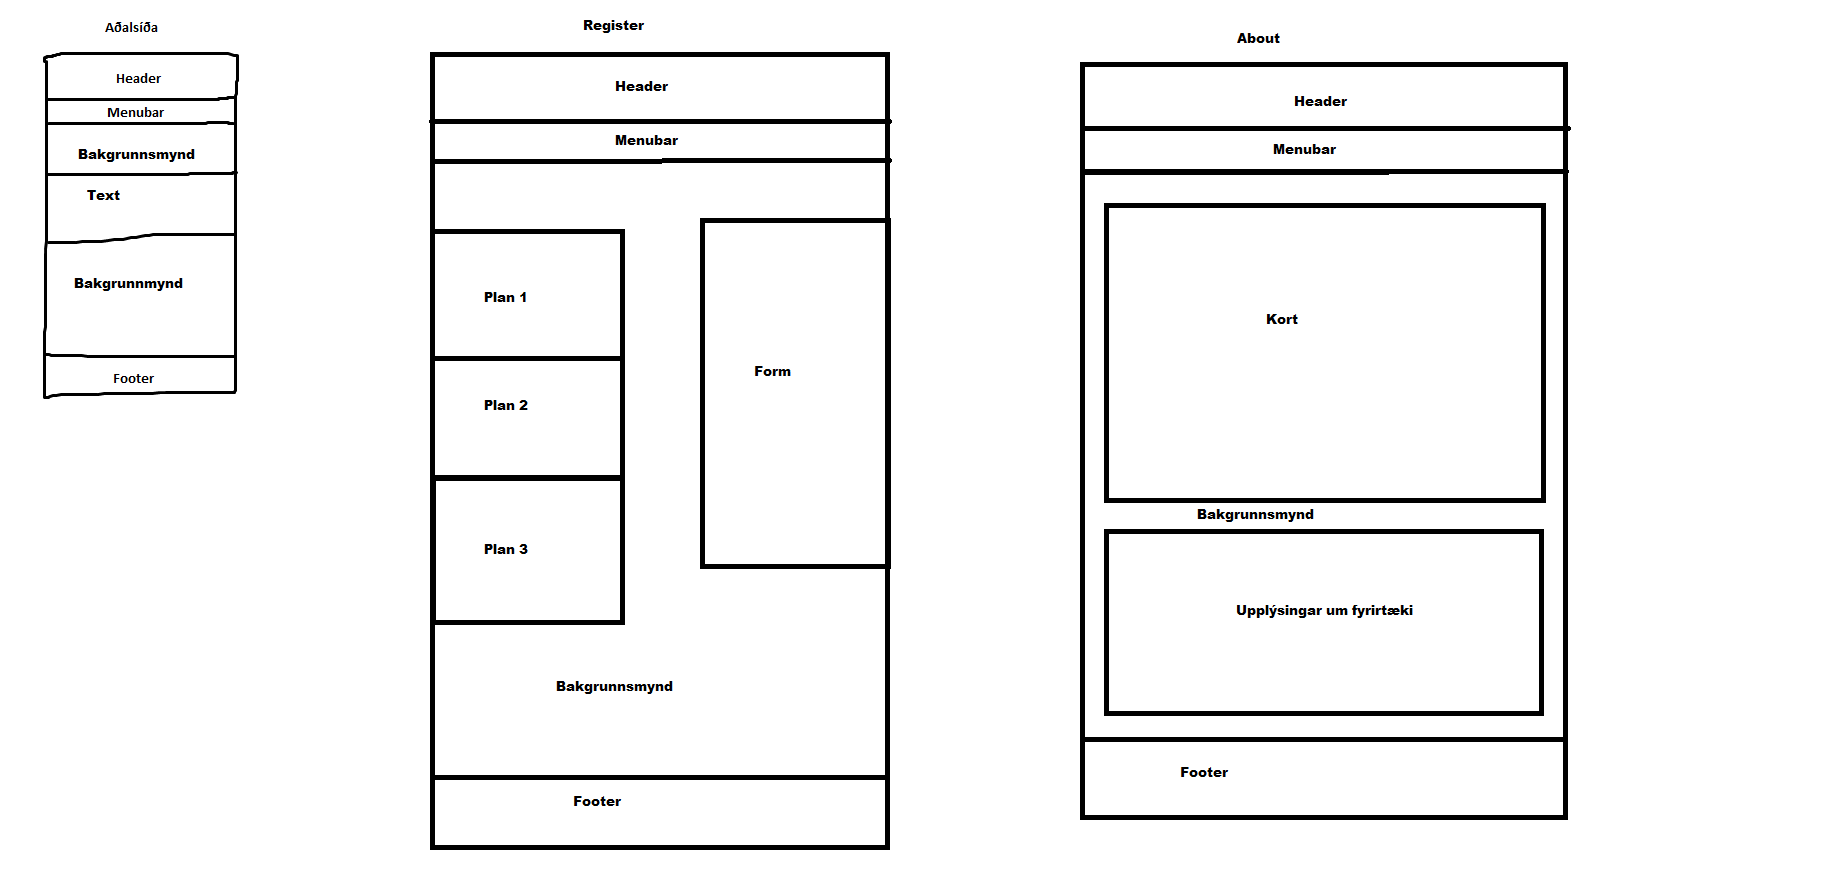 Aðalsíða
Header
Menubar
Bakgrunnsmynd
Text
Bakgrunnmynd
Footer
Register
Header
Menubar
Plan 1
Plan 2
Plan 3
Form
Bakgrunnsmynd
Footer
About
Header
Menubar
Kort
Bakgrunnsmynd
Upplýsingar um fyrirtæki
Footer